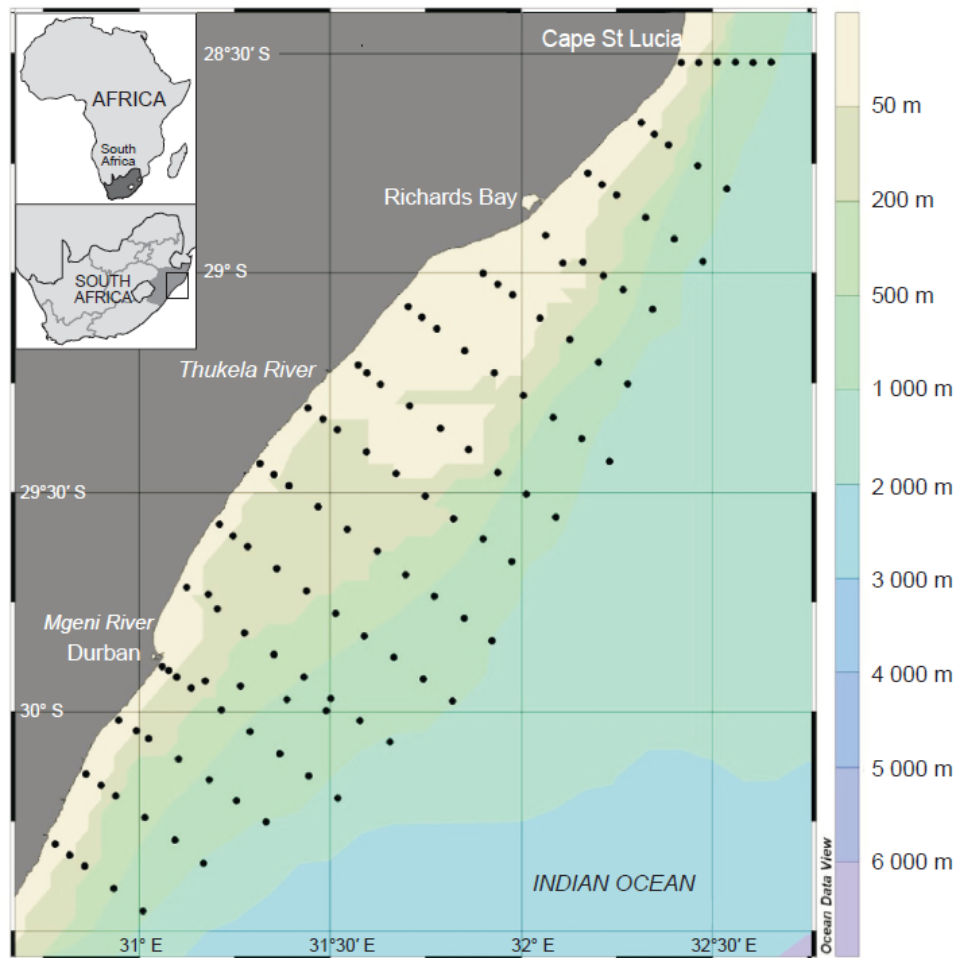 AFRICA
South
Africa
SOUTH
AFRICA
Cape St Lucia
28°30' S
Richards Bay
29° S
Thukela River
29°30' S
Mgeni River
Durban
30° S
INDIAN OCEAN
31° E
31°30' E
32° E
32°30' E
50 m
200 m
500 m
1 000 m
2 000 m
3 000 m
4 000 m
5 000 m
6 000 m
Ocean Data View